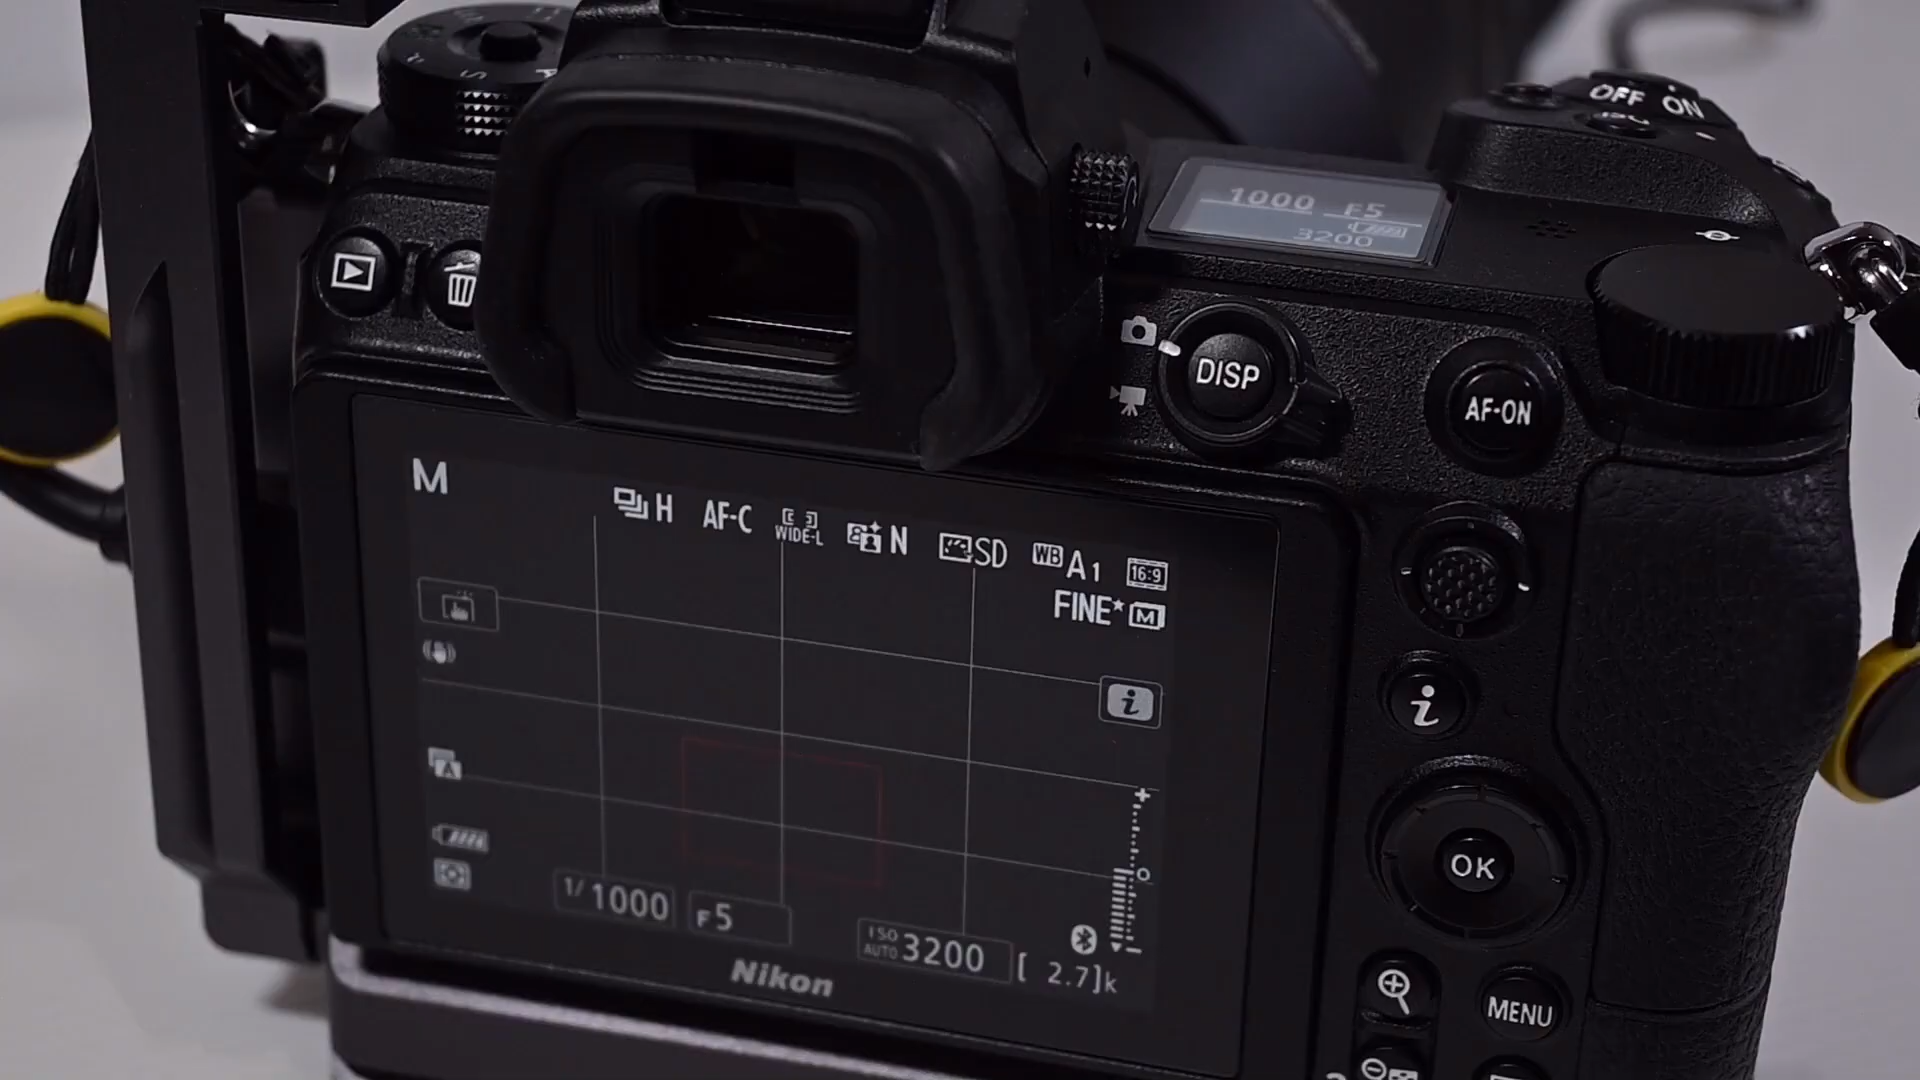 OFF ON
1000 F5
3200
DISP
AF-ON
M
H AF-C WIDE-L N SD WB A1 16:9
FINE★ M
i
i
OK
1/1000 F5 ISO AUTO 3200 [ 2.7]k
Nikon
MENU